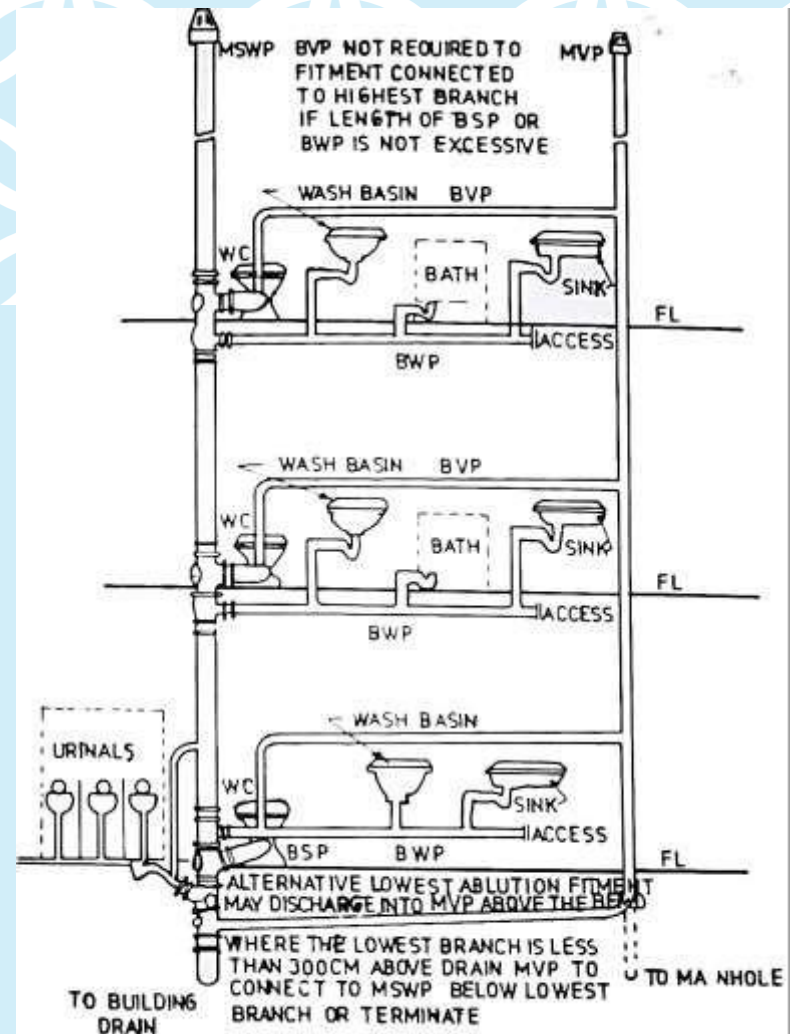 MSWP
BVP NOT REQUIRED TO
FITMENT CONNECTED
TO HIGHEST BRANCH
IF LENGTH OF BSP OR
BWP IS NOT EXCESSIVE
MVP
WASH BASIN BVP
WC
BATH
SINK
FL
ACCESS
BWP
WASH BASIN BVP
WC
BATH
SINK
FL
ACCESS
BWP
WASH BASIN
URINALS
WC
SINK
ACCESS
BSP BWP
FL
ALTERNATIVE LOWEST ABLUTION FITMENT
MAY DISCHARGE INTO MVP ABOVE THE BEND
WHERE THE LOWEST BRANCH IS LESS
THAN 300CM ABOVE DRAIN MVP TO
CONNECT TO MSWP BELOW LOWEST
BRANCH OR TERMINATE
TO MA NHOLE
TO BUILDING
DRAIN